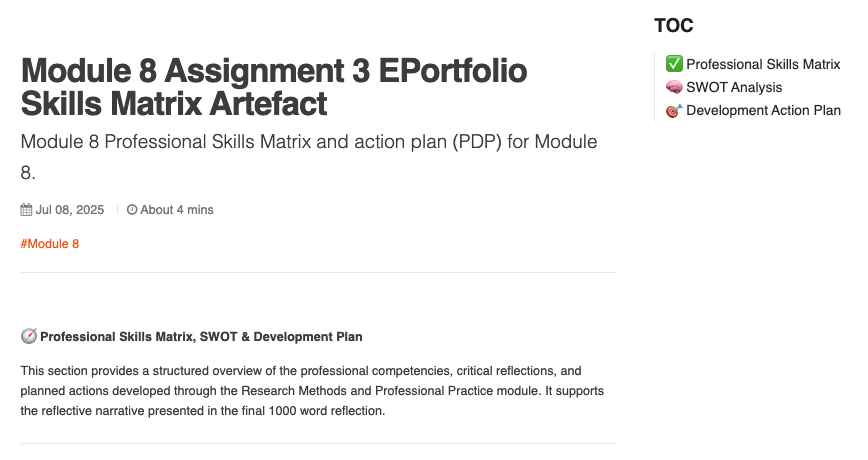 Module 8 Assignment 3 EPortfolio
Skills Matrix Artefact
Module 8 Professional Skills Matrix and action plan (PDP) for Module
8.
Jul 08, 2025 About 4 mins
#Module 8
Professional Skills Matrix, SWOT & Development Plan
This section provides a structured overview of the professional competencies, critical reflections, and
planned actions developed through the Research Methods and Professional Practice module. It supports
the reflective narrative presented in the final 1000 word reflection.
TOC
✅ Professional Skills Matrix
🧠 SWOT Analysis
🎯 Development Action Plan